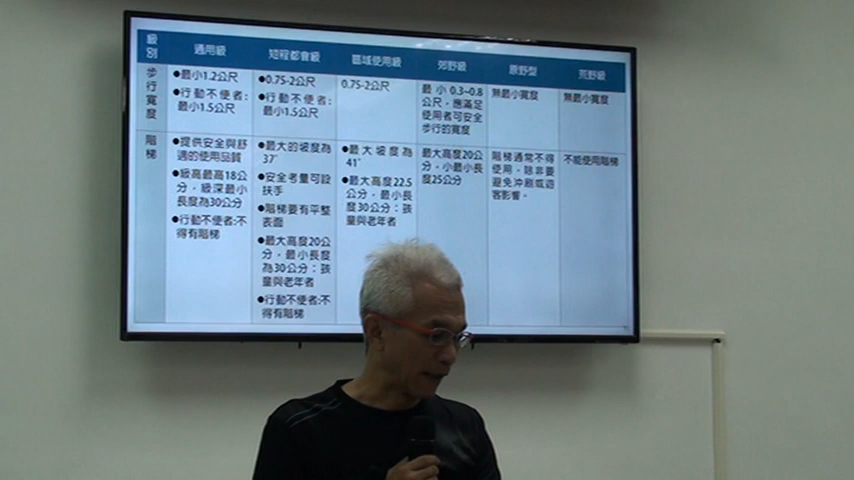 級別 通用級 短程都會級 區域使用級 郊野級 原野型 荒野級
步行寬度
●最小1.2公尺
●行動不便者:
最小1.5公尺
●0.75-2公尺
●行動不便者:
最小1.5公尺
0.75-2公尺
最小0.3~0.8
公尺，應滿足
使用者可安全
步行的寬度
無最小寬度
無最小寬度
階梯
●提供安全與舒
適的使用品質
●級高最高18公
分，級深最小
長度為30公分
●行動不便者:不
得有階梯
●最大的坡度為
37°
●安全考量可設
扶手
●階梯要有平整
表面
●最大高度20公
分，最小長度
為30公分：孩
童與老年者
●行動不便者:不
得有階梯
●最大坡度為
41°
●最大高度22.5
公分，最小長
度30公分：孩
童與老年者
最大高度20公
分，小最小長
度25公分
階梯通常不得
使用，除非要
避免沖刷或遊
客影響。
不能使用階梯